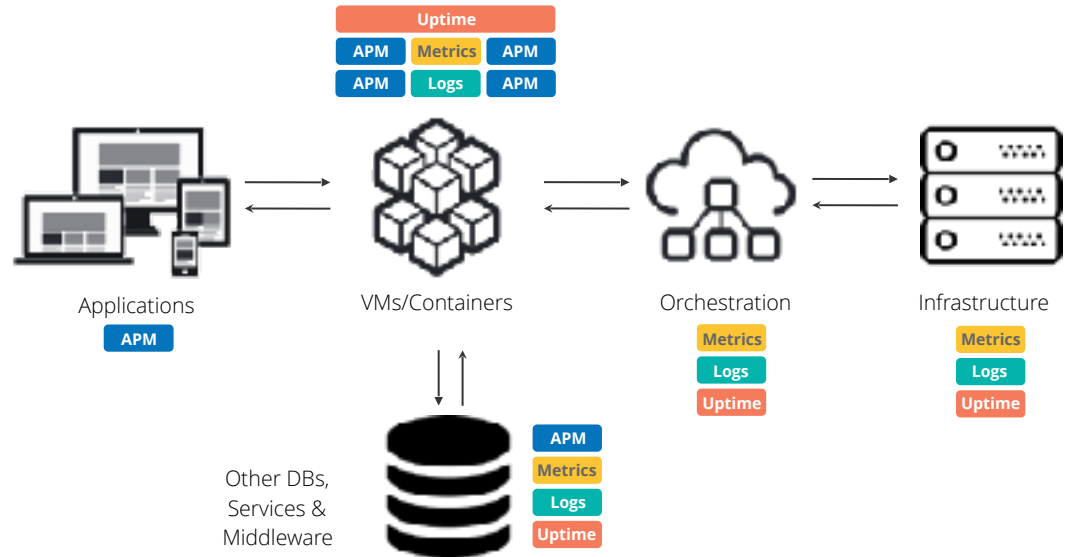 Uptime
APM Metrics APM
APM Logs APM
Applications
APM
VMs/Containers
Orchestration
Metrics
Logs
Uptime
Infrastructure
Metrics
Logs
Uptime
Other DBs,
Services &
Middleware
APM
Metrics
Logs
Uptime